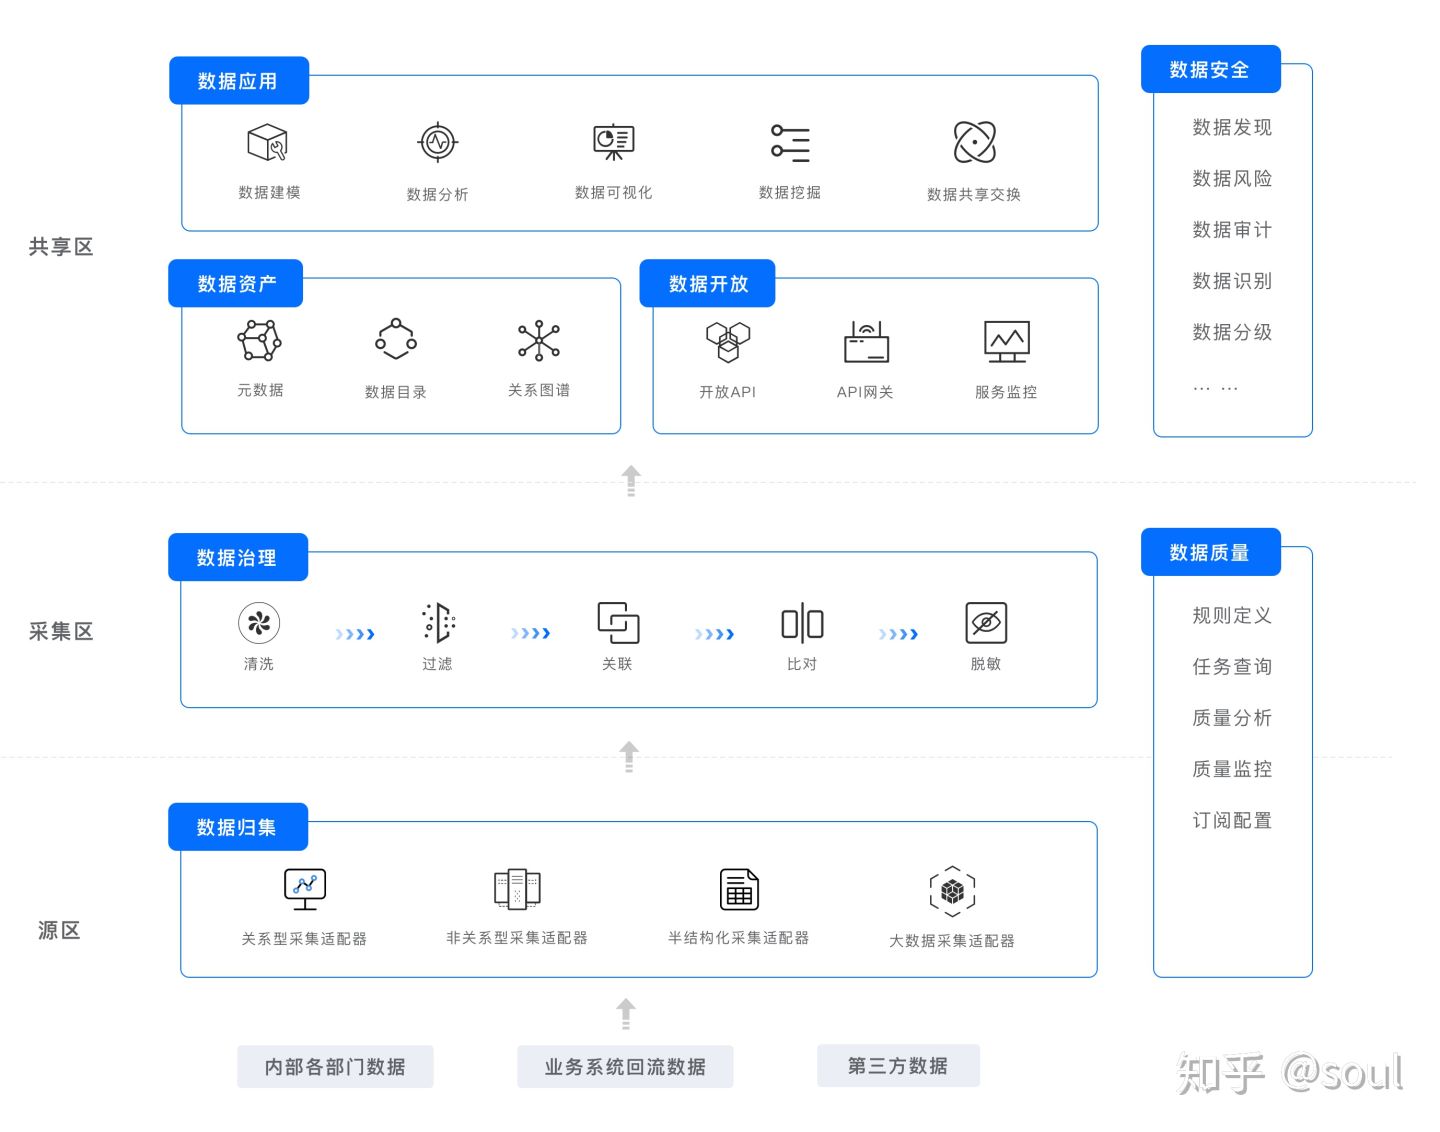 数据应用
数据建模
数据分析
数据可视化
数据挖掘
数据共享交换
共享区
数据资产
元数据
数据目录
关系图谱
数据开放
开放API
API网关
服务监控
数据安全
数据发现
数据风险
数据审计
数据识别
数据分级
... ...
采集区
数据治理
清洗
过滤
关联
比对
脱敏
数据质量
规则定义
任务查询
质量分析
质量监控
订阅配置
源区
数据归集
关系型采集适配器
非关系型采集适配器
半结构化采集适配器
大数据采集适配器
内部各部门数据
业务系统回流数据
第三方数据
知乎 @soul